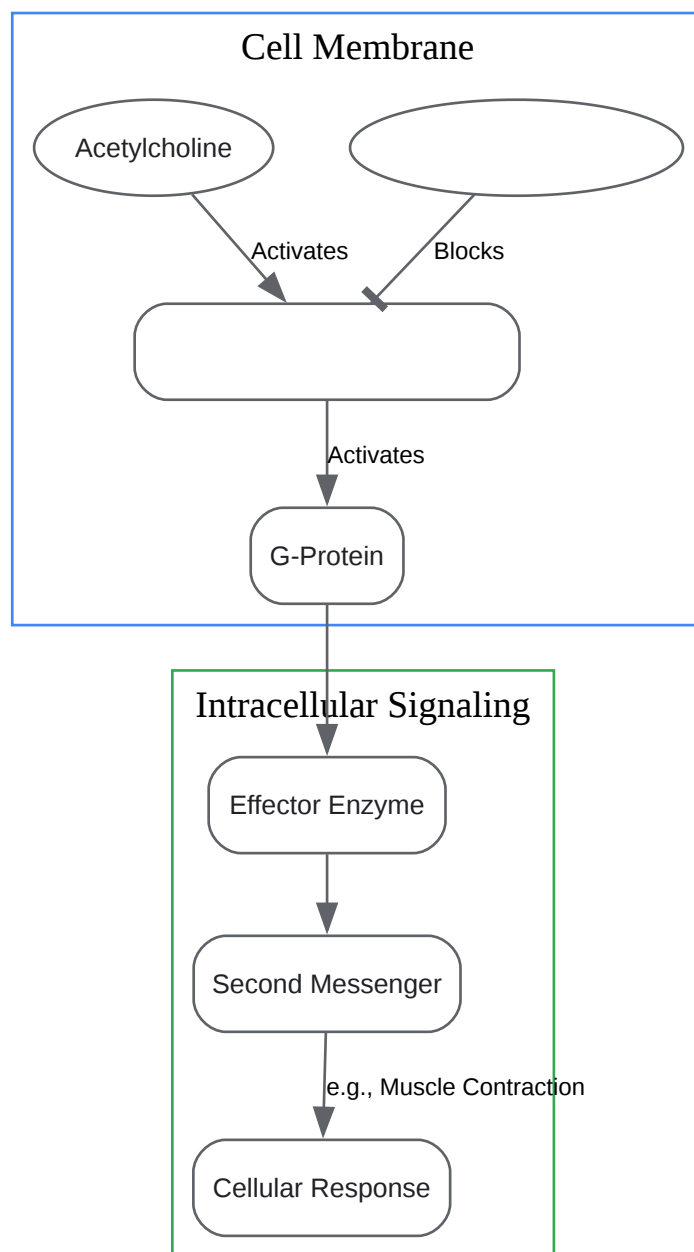 Cell Membrane
Acetylcholine
Activates
Blocks
Activates
G-Protein
Intracellular Signaling
Effector Enzyme
Second Messenger
e.g., Muscle Contraction
Cellular Response